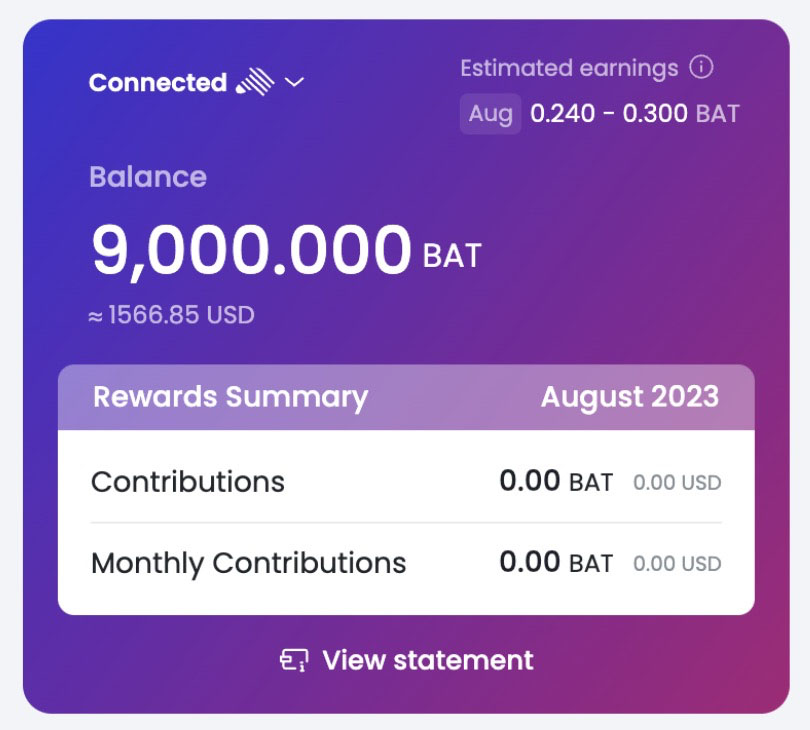 Connected
Estimated earnings
Aug 0.240 - 0.300 BAT
Balance
9,000.000 BAT
≈ 1566.85 USD
Rewards Summary August 2023
Contributions 0.00 BAT 0.00 USD
Monthly Contributions 0.00 BAT 0.00 USD
View statement